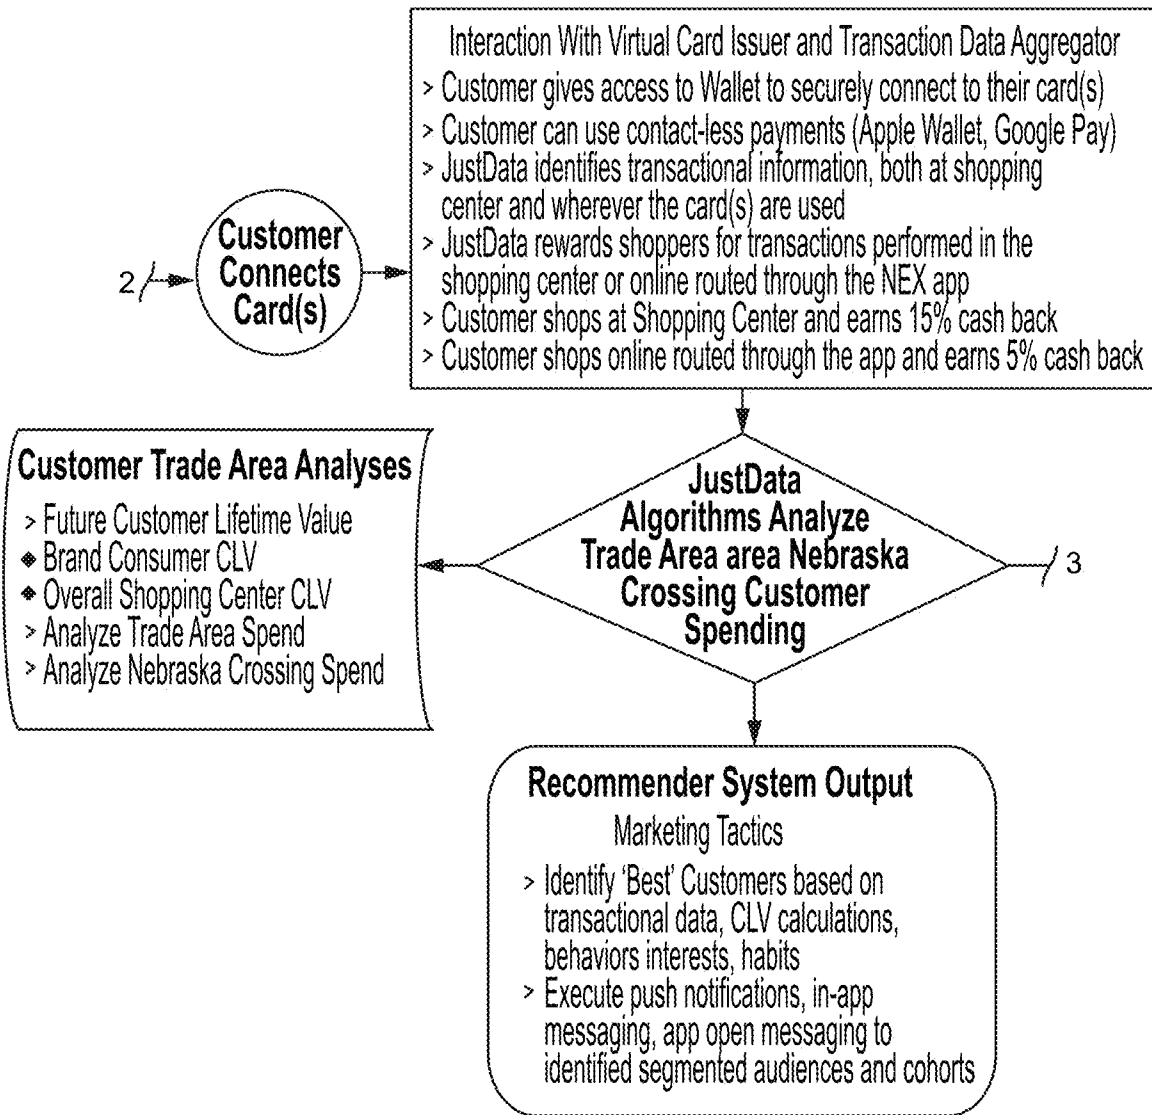 Interaction With Virtual Card Issuer and Transaction Data Aggregator
> Customer gives access to Wallet to securely connect to their card(s)
> Customer can use contact-less payments (Apple Wallet, Google Pay)
> JustData identifies transactional information, both at shopping
center and wherever the card(s) are used
> JustData rewards shoppers for transactions performed in the
shopping center or online routed through the NEX app
> Customer shops at Shopping Center and earns 15% cash back
> Customer shops online routed through the app and earns 5% cash back
2
Customer
Connects
Card(s)
Customer Trade Area Analyses
> Future Customer Lifetime Value
◆ Brand Consumer CLV
◆ Overall Shopping Center CLV
> Analyze Trade Area Spend
> Analyze Nebraska Crossing Spend
JustData
Algorithms Analyze
Trade Area area Nebraska
Crossing Customer
Spending
3
Recommender System Output
Marketing Tactics
> Identify ‘Best’ Customers based on
transactional data, CLV calculations,
behaviors interests, habits
> Execute push notifications, in-app
messaging, app open messaging to
identified segmented audiences and cohorts